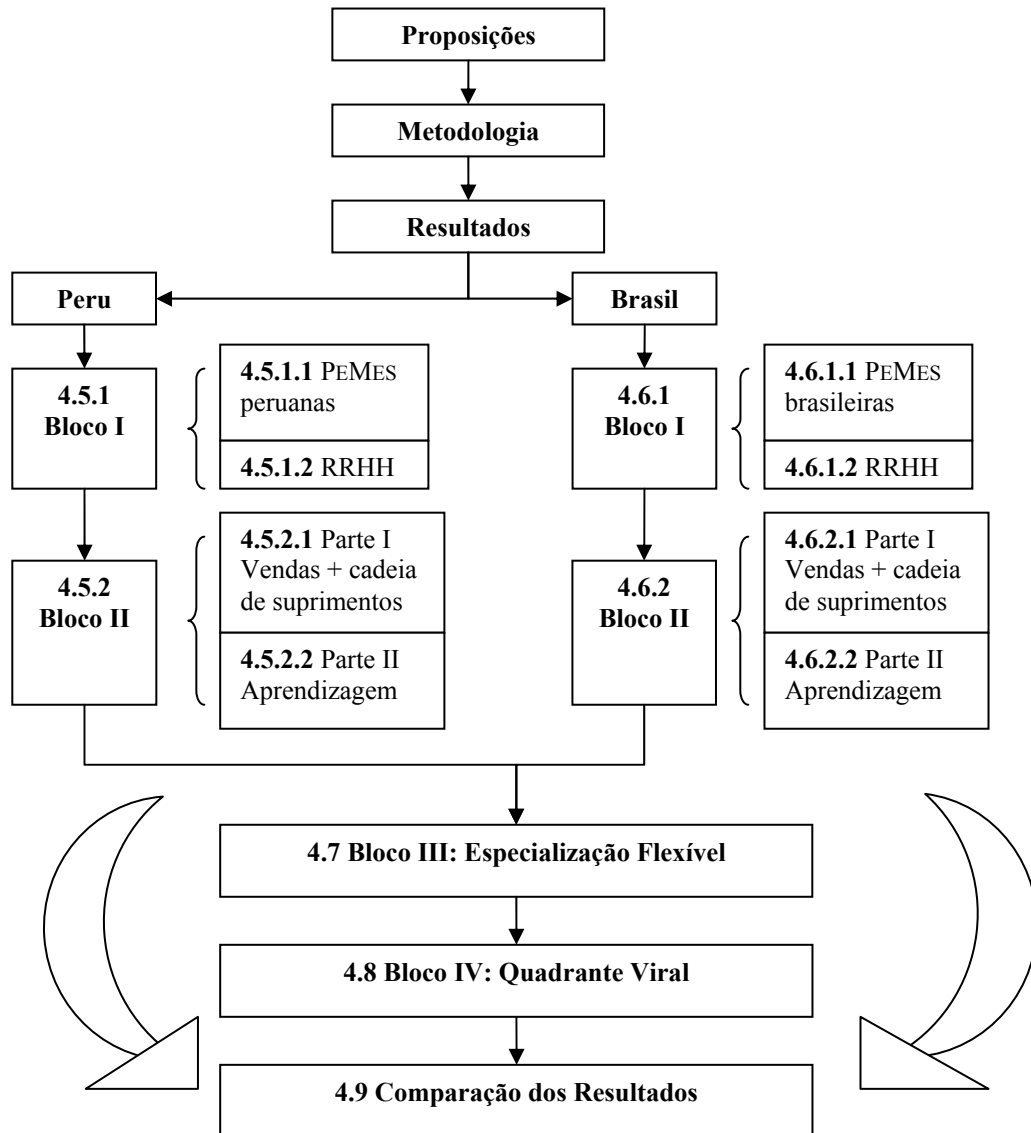 Proposições
Metodologia
Resultados
Peru
Brasil
4.5.1
Bloco I
4.5.1.1 PEMES
peruanas
4.5.1.2 RRHH
4.6.1
Bloco I
4.6.1.1 PEMES
brasileiras
4.6.1.2 RRHH
4.5.2
Bloco II
4.5.2.1 Parte I
Vendas + cadeia
de suprimentos
4.5.2.2 Parte II
Aprendizagem
4.6.2
Bloco II
4.6.2.1 Parte I
Vendas + cadeia
de suprimentos
4.6.2.2 Parte II
Aprendizagem
4.7 Bloco III: Especialização Flexível
4.8 Bloco IV: Quadrante Viral
4.9 Comparação dos Resultados